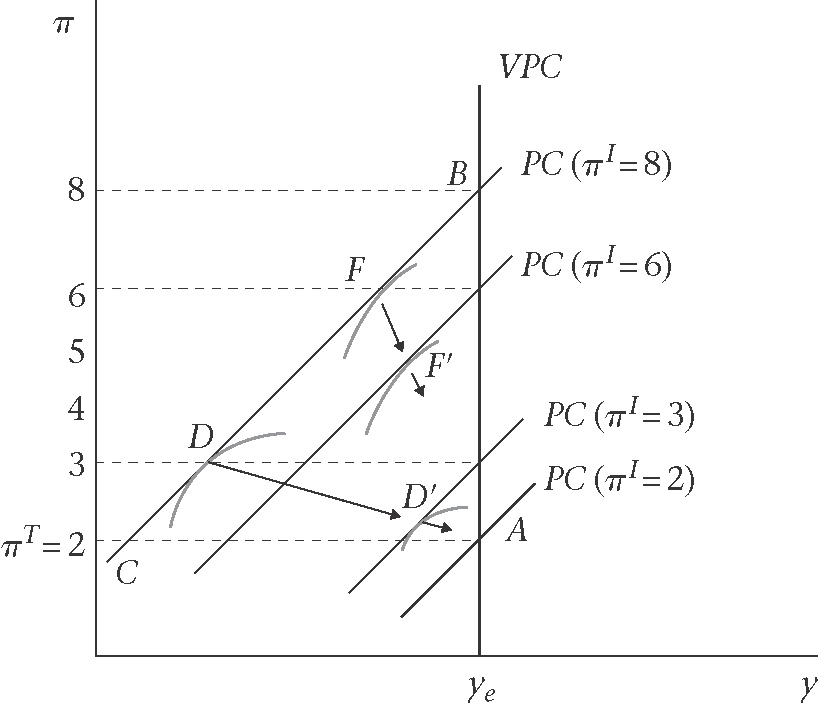 π
VPC
B
PC (π^I = 8)
8
F
PC (π^I = 6)
6
5
F′
4
PC (π^I = 3)
D
3
PC (π^I = 2)
D′
π^T = 2
A
C
y_e
y